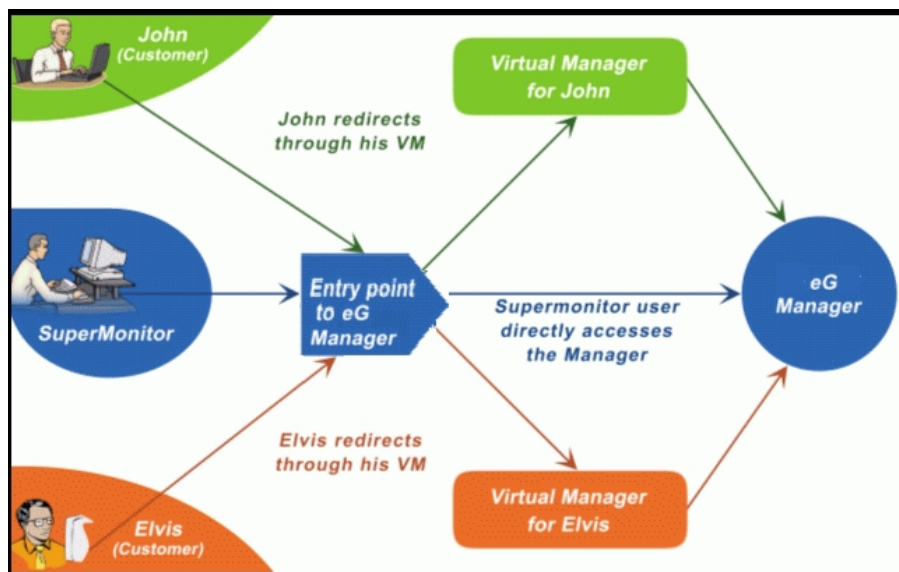 John
(Customer)
Virtual Manager
for John
John redirects
through his VM
SuperMonitor
Entry point
to eG
Manager
Supermonitor user
directly accesses
the Manager
eG
Manager
Elvis redirects
through his VM
Elvis
(Customer)
Virtual Manager
for Elvis